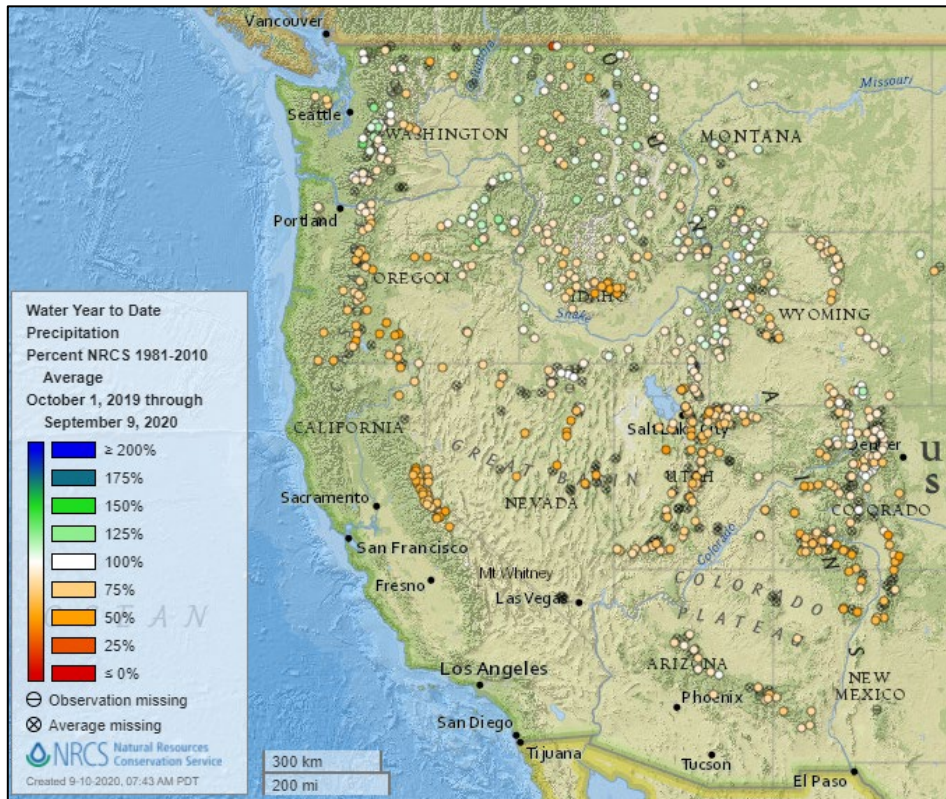 Vancouver
Columbia
Missouri
Seattle
WASHINGTON
MONTANA
Portland
OREGON
IDAHO
Snake
WYOMING
Water Year to Date
Precipitation
Percent NRCS 1981-2010
Average
October 1, 2019 through
September 9, 2020
≥ 200%
175%
150%
125%
100%
75%
50%
25%
≤ 0%
Observation missing
Average missing
NRCS Natural Resources
Conservation Service
Created 9-10-2020, 07:43 AM PDT
CALIFORNIA
GREAT BASIN
Salt Lake City
UTAH
Denver
U
S
NEVADA
COLORADO
Sacramento
Colorado
San Francisco
Fresno
Mt Whitney
Las Vegas
COLORADO
PLATEAU
OCEAN
Los Angeles
ARIZONA
Phoenix
NEW
MEXICO
San Diego
Tijuana
Tucson
El Paso
300 km
200 mi